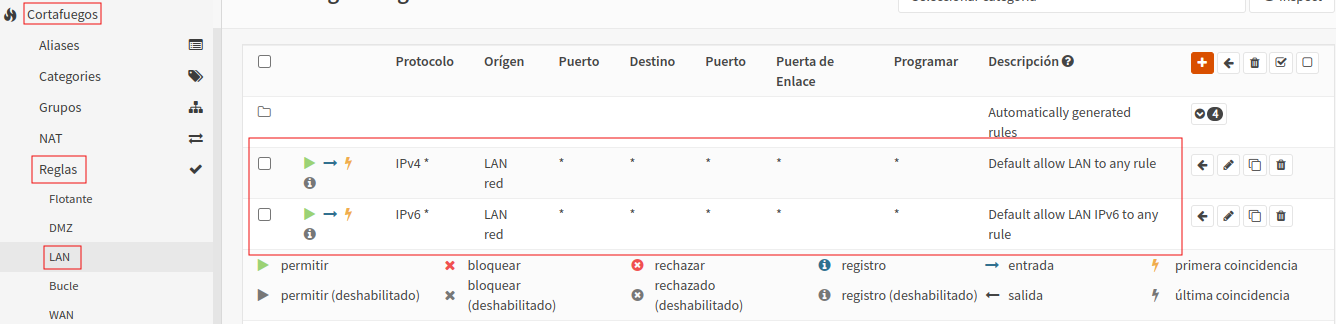 Cortafuegos
Aliases
Categories
Grupos
NAT
Reglas
Flotante
DMZ
LAN
Bucle
WAN
Protocolo Orígen Puerto Destino Puerto Puerta de Enlace Programar Descripción
Automatically generated rules 4
IPv4 * LAN red * * * * * Default allow LAN to any rule
IPv6 * LAN red * * * * * Default allow LAN IPv6 to any rule
permitir bloquear rechazar registro entrada primera coincidencia
permitir (deshabilitado) bloquear (deshabilitado) rechazado (deshabilitado) registro (deshabilitado) salida última coincidencia